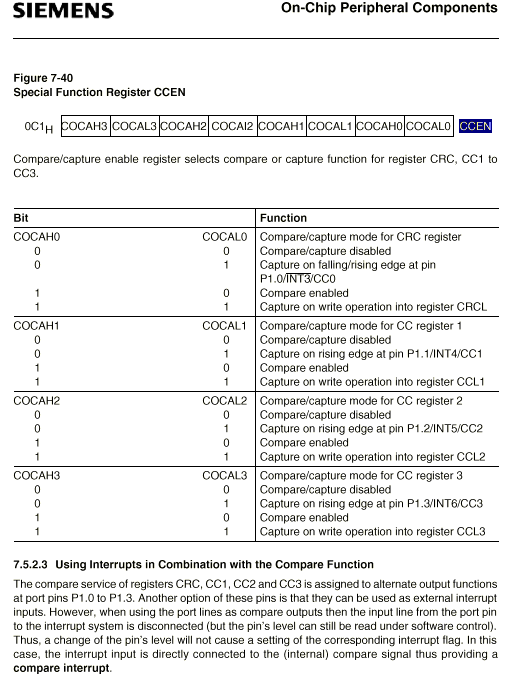 SIEMENS On-Chip Peripheral Components
Figure 7-40
Special Function Register CCEN
0C1H COCAH3 COCAL3 COCAH2 COCAl2 COCAH1 COCAL1 COCAH0 COCAL0 CCEN
Compare/capture enable register selects compare or capture function for register CRC, CC1 to
CC3.
Bit Function
COCAH0 COCAL0 Compare/capture mode for CRC register
0 0 Compare/capture disabled
0 1 Capture on falling/rising edge at pin
P1.0/INT3/CC0
1 0 Compare enabled
1 1 Capture on write operation into register CRCL
COCAH1 COCAL1 Compare/capture mode for CC register 1
0 0 Compare/capture disabled
0 1 Capture on rising edge at pin P1.1/INT4/CC1
1 0 Compare enabled
1 1 Capture on write operation into register CCL1
COCAH2 COCAL2 Compare/capture mode for CC register 2
0 0 Compare/capture disabled
0 1 Capture on rising edge at pin P1.2/INT5/CC2
1 0 Compare enabled
1 1 Capture on write operation into register CCL2
COCAH3 COCAL3 Compare/capture mode for CC register 3
0 0 Compare/capture disabled
0 1 Capture on rising edge at pin P1.3/INT6/CC3
1 0 Compare enabled
1 1 Capture on write operation into register CCL3
7.5.2.3 Using Interrupts in Combination with the Compare Function
The compare service of registers CRC, CC1, CC2 and CC3 is assigned to alternate output functions
at port pins P1.0 to P1.3. Another option of these pins is that they can be used as external interrupt
inputs. However, when using the port lines as compare outputs then the input line from the port pin
to the interrupt system is disconnected (but the pin's level can still be read under software control).
Thus, a change of the pin's level will not cause a setting of the corresponding interrupt flag. In this
case, the interrupt input is directly connected to the (internal) compare signal thus providing a
compare interrupt.